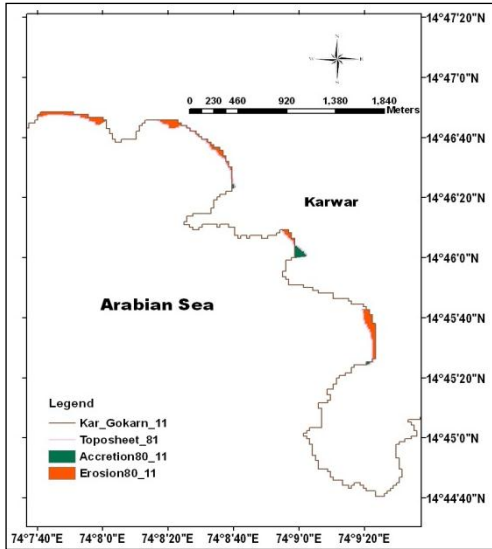 14°47'20"N
N
W E
S
14°47'0"N
0 230 460 920 1,380 1,840
Meters
14°46'40"N
14°46'20"N
Karwar
14°46'0"N
Arabian Sea
14°45'40"N
14°45'20"N
Legend
Kar_Gokarn_11
Toposheet_81
14°45'0"N
Accretion80_11
Erosion80_11
14°44'40"N
74°7'40"E 74°8'0"E 74°8'20"E 74°8'40"E 74°9'0"E 74°9'20"E